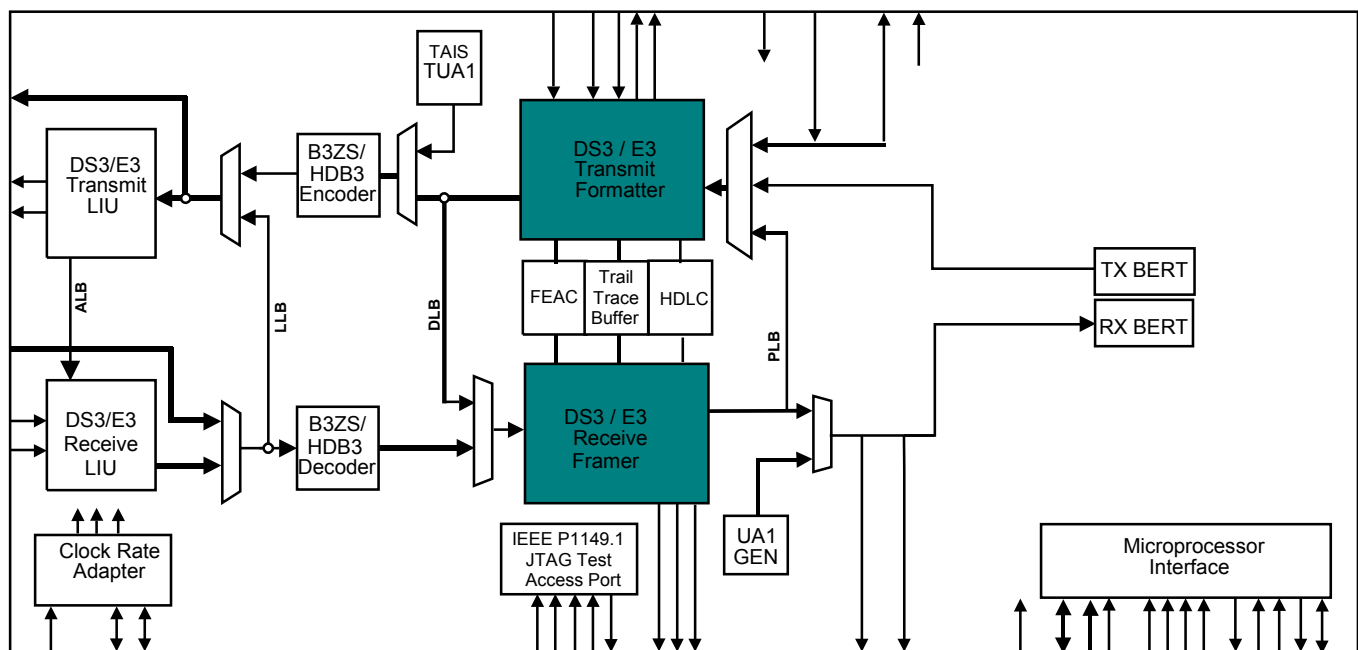 TAIS
TUA1
DS3/E3
Transmit
LIU
B3ZS/
HDB3
Encoder
DS3 / E3
Transmit
Formatter
TX BERT
RX BERT
FEAC
Trail
Trace
Buffer
HDLC
ALB
LLB
DLB
PLB
DS3/E3
Receive
LIU
B3ZS/
HDB3
Decoder
DS3 / E3
Receive
Framer
UA1
GEN
Clock Rate
Adapter
IEEE P1149.1
JTAG Test
Access Port
Microprocessor
Interface